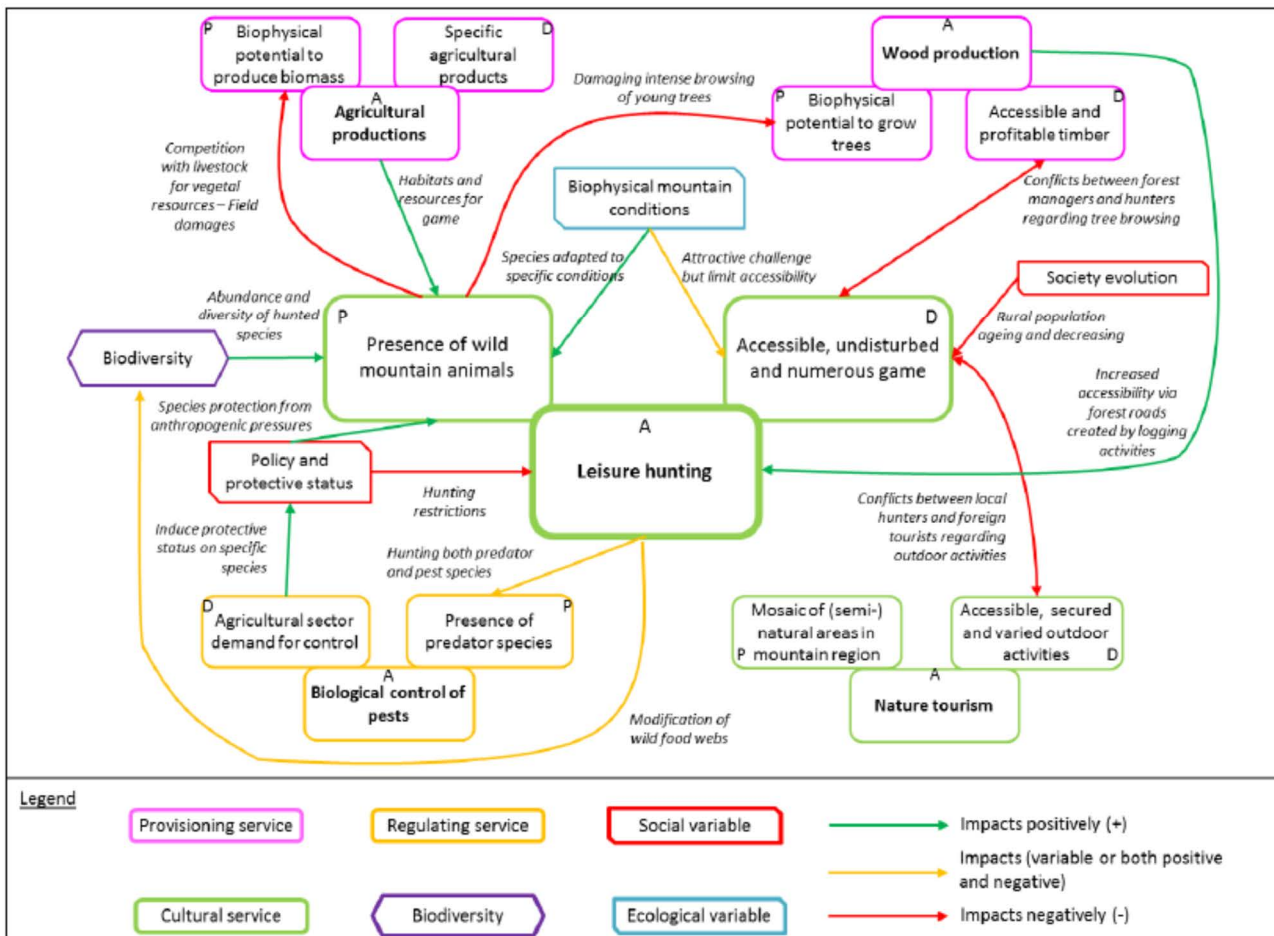 P
Biophysical
potential to
produce biomass
Specific
agricultural
products
D
A
Agricultural
productions
A
Wood production
Damaging intense browsing
of young trees
P
Biophysical
potential to grow
trees
D
Accessible and
profitable timber
Competition
with livestock
for vegetal
resources – Field
damages
Habitats and
resources for
game
Biophysical mountain
conditions
Conflicts between forest
managers and hunters
regarding tree browsing
Species adapted to
specific conditions
Attractive challenge
but limit accessibility
Society evolution
Rural population
ageing and decreasing
Abundance and
diversity of hunted
species
Biodiversity
P
Presence of wild
mountain animals
D
Accessible, undisturbed
and numerous game
Increased
accessibility via
forest roads
created by logging
activities
Species protection from
anthropogenic pressures
Policy and
protective status
Hunting
restrictions
A
Leisure hunting
Conflicts between local
hunters and foreign
tourists regarding
outdoor activities
Induce protective
status on specific
species
Hunting both predator
and pest species
D
Agricultural sector
demand for control
P
Presence of
predator species
A
Biological control of
pests
Mosaic of (semi-)
natural areas in
P mountain region
Accessible, secured
and varied outdoor
activities
D
A
Nature tourism
Modification of
wild food webs
Legend
Provisioning service
Regulating service
Social variable
Impacts positively (+)
Impacts (variable or both positive
and negative)
Cultural service
Biodiversity
Ecological variable
Impacts negatively (-)